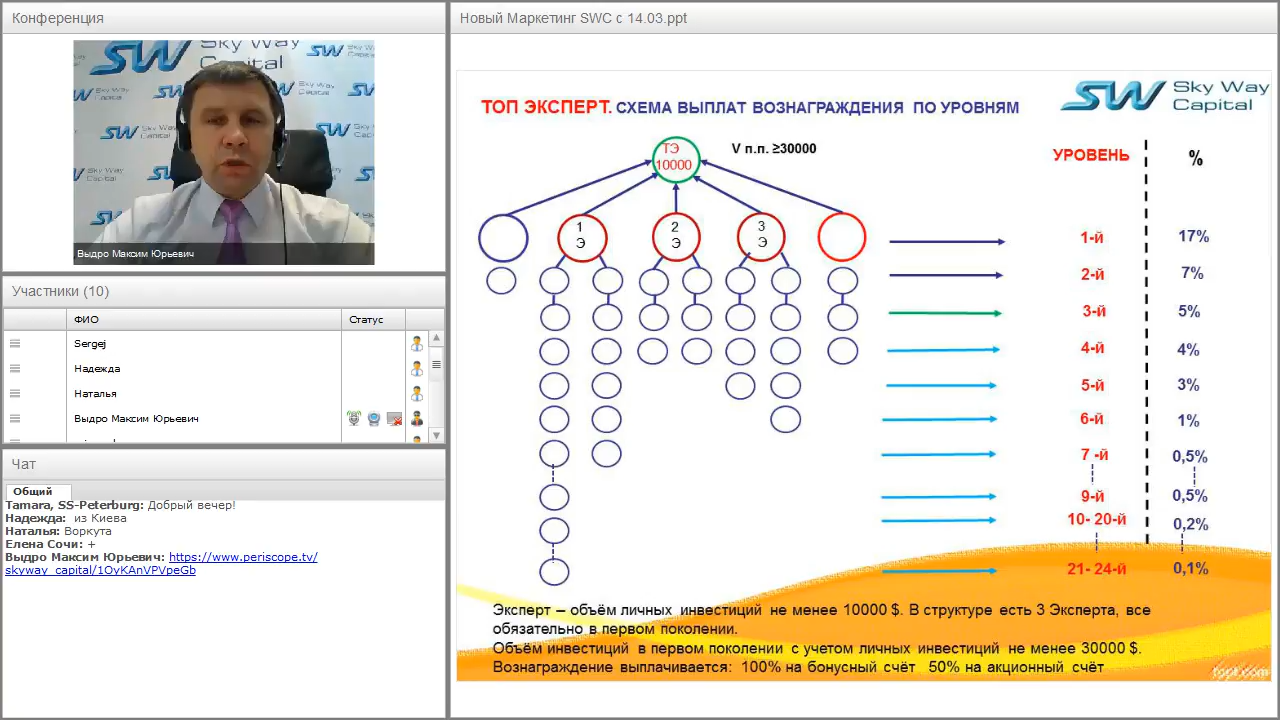 Конференция
Sky Way
Capital
Выдро Максим Юрьевич
Участники (10)
ФИО
Статус
Sergej
Надежда
Наталья
Выдро Максим Юрьевич
Чат
Общий
Tamara, SS-Peterburg: Добрый вечер!
Надежда: из Киева
Наталья: Воркута
Елена Сочи: +
Выдро Максим Юрьевич: https://www.periscope.tv/
skyway_capital/1OyKAnVPVpeGb
Новый Маркетинг SWC с 14.03.ppt
SW Sky Way
Capital
ТОП ЭКСПЕРТ. СХЕМА ВЫПЛАТ ВОЗНАГРАЖДЕНИЯ ПО УРОВНЯМ
ТЭ
10000
V п.п. ≥30000
УРОВЕНЬ %
1
Э
2
Э
3
Э
1-й 17%
2-й 7%
3-й 5%
4-й 4%
5-й 3%
6-й 1%
7 -й 0,5%
9-й 0,5%
10- 20-й 0,2%
21- 24-й 0,1%
Эксперт – объём личных инвестиций не менее 10000 $. В структуре есть 3 Эксперта, все
обязательно в первом поколении.
Объём инвестиций в первом поколении с учетом личных инвестиций не менее 30000 $.
Вознаграждение выплачивается: 100% на бонусный счёт 50% на акционный счёт